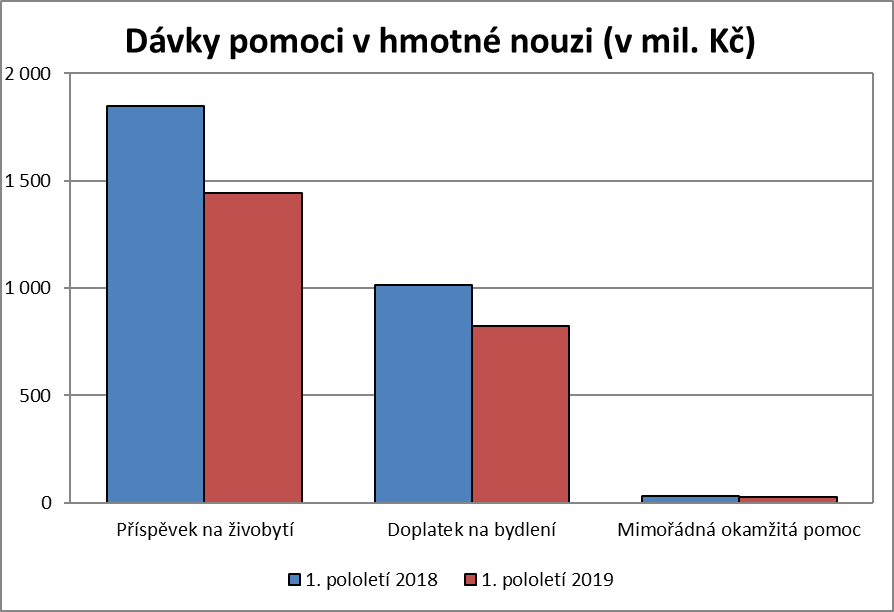 Dávky pomoci v hmotné nouzi (v mil. Kč)
2 000
1 500
1 000
500
0
Příspěvek na živobytí
Doplatek na bydlení
Mimořádná okamžitá pomoc
1. pololetí 2018
1. pololetí 2019